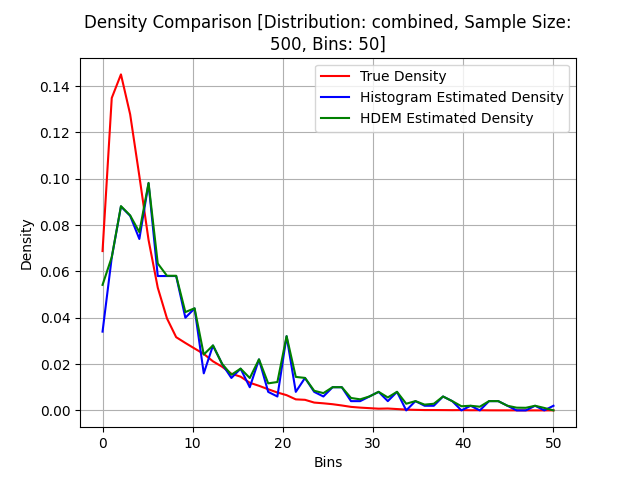 Density Comparison [Distribution: combined, Sample Size:
500, Bins: 50]
True Density
Histogram Estimated Density
HDEM Estimated Density
Density
0.14
0.12
0.10
0.08
0.06
0.04
0.02
0.00
0 10 20 30 40 50
Bins